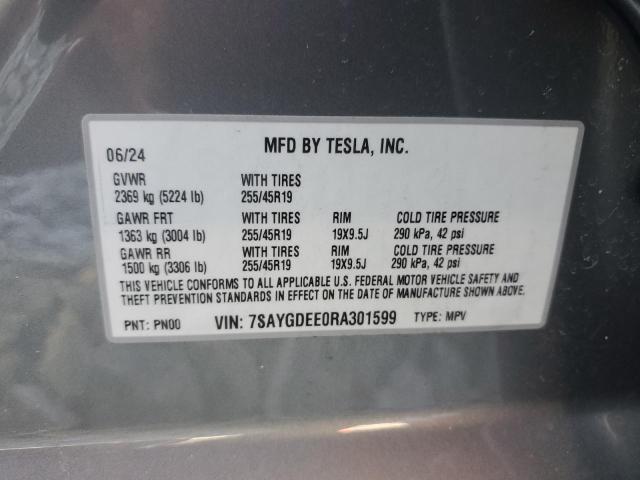 MFD BY TESLA, INC.
06/24
GVWR WITH TIRES
2369 kg (5224 lb) 255/45R19
GAWR FRT WITH TIRES RIM COLD TIRE PRESSURE
1363 kg (3004 lb) 255/45R19 19X9.5J 290 kPa, 42 psi
GAWR RR WITH TIRES RIM COLD TIRE PRESSURE
1500 kg (3306 lb) 255/45R19 19X9.5J 290 kPa, 42 psi
THIS VEHICLE CONFORMS TO ALL APPLICABLE U.S. FEDERAL MOTOR VEHICLE SAFETY AND
THEFT PREVENTION STANDARDS IN EFFECT ON THE DATE OF MANUFACTURE SHOWN ABOVE.
PNT: PN00 VIN: 7SAYGDEE0RA301599 TYPE: MPV